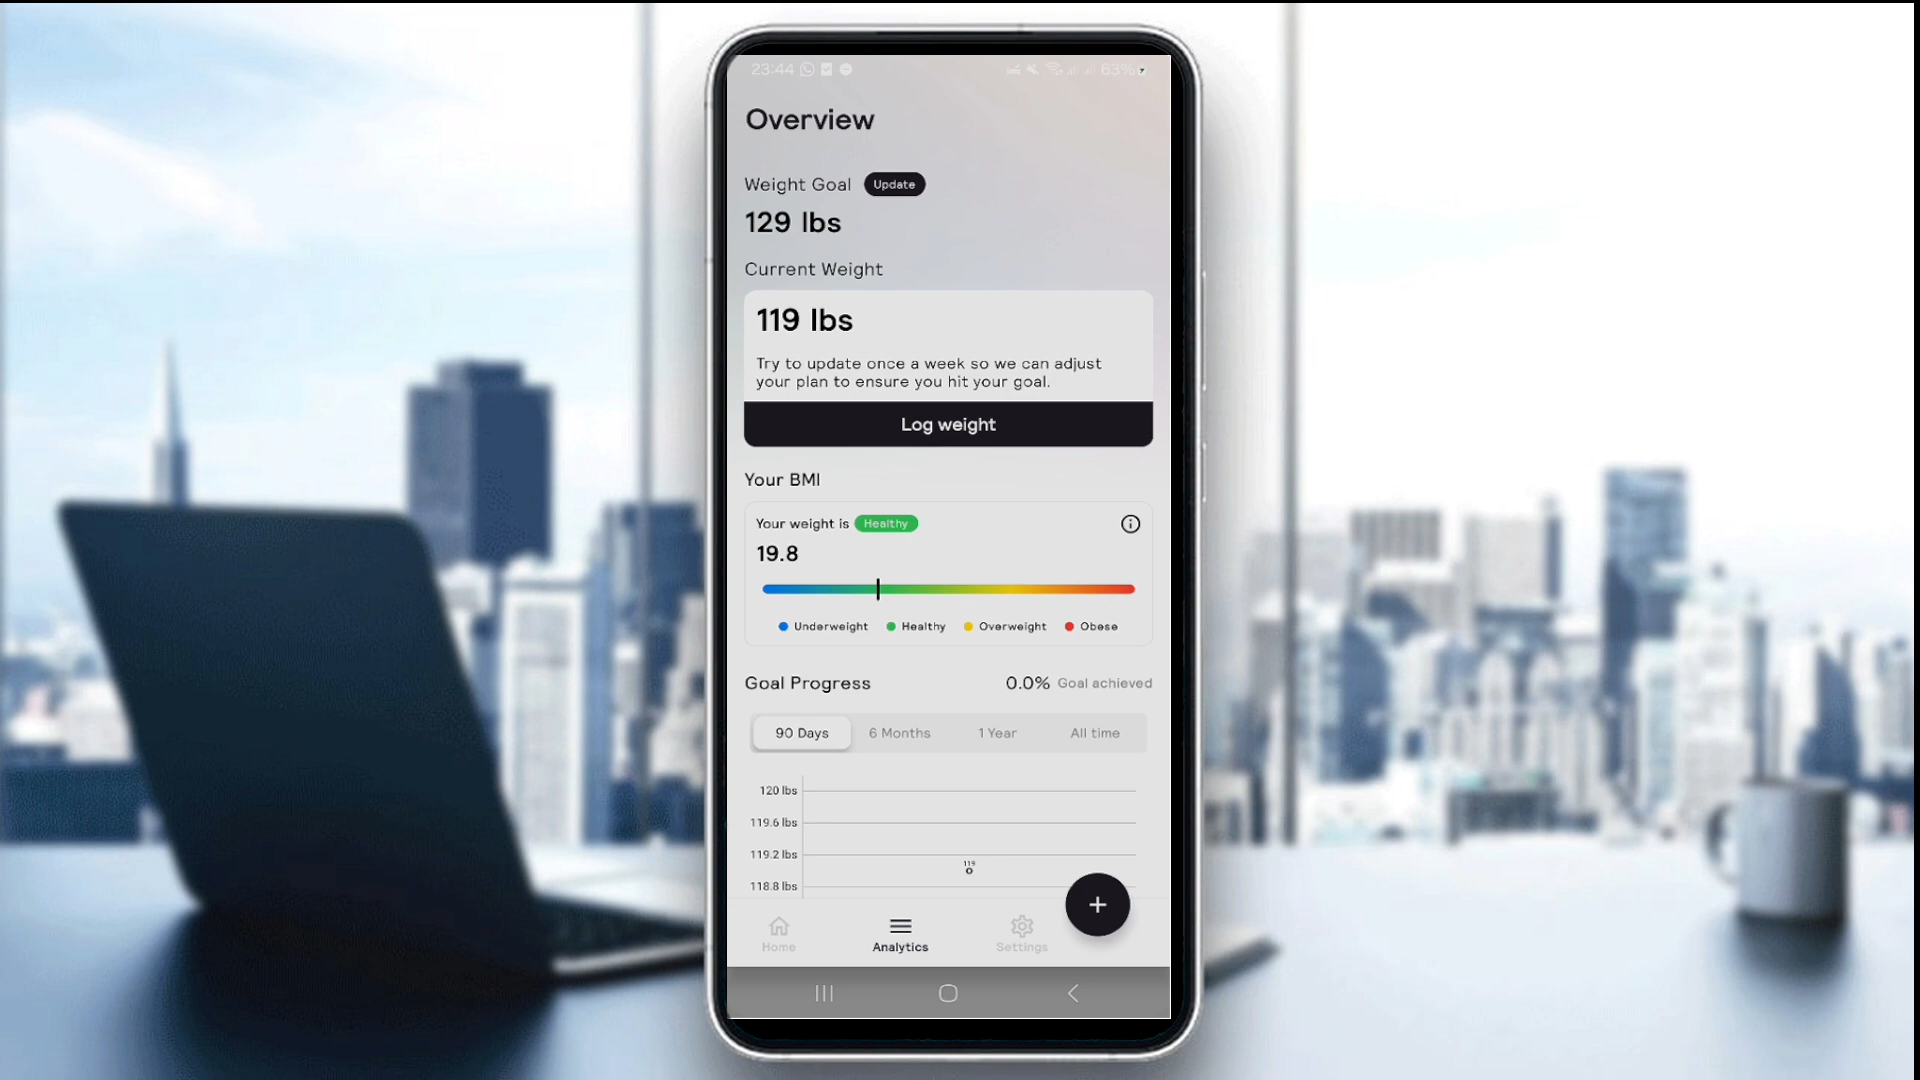 23:44 63%
Overview
Weight Goal Update
129 lbs
Current Weight
119 lbs
Try to update once a week so we can adjust
your plan to ensure you hit your goal.
Log weight
Your BMI
Your weight is Healthy
19.8
Underweight Healthy Overweight Obese
Goal Progress 0.0% Goal achieved
90 Days 6 Months 1 Year All time
120 lbs
119.6 lbs
119.2 lbs
119
118.8 lbs
+
Home Analytics Settings